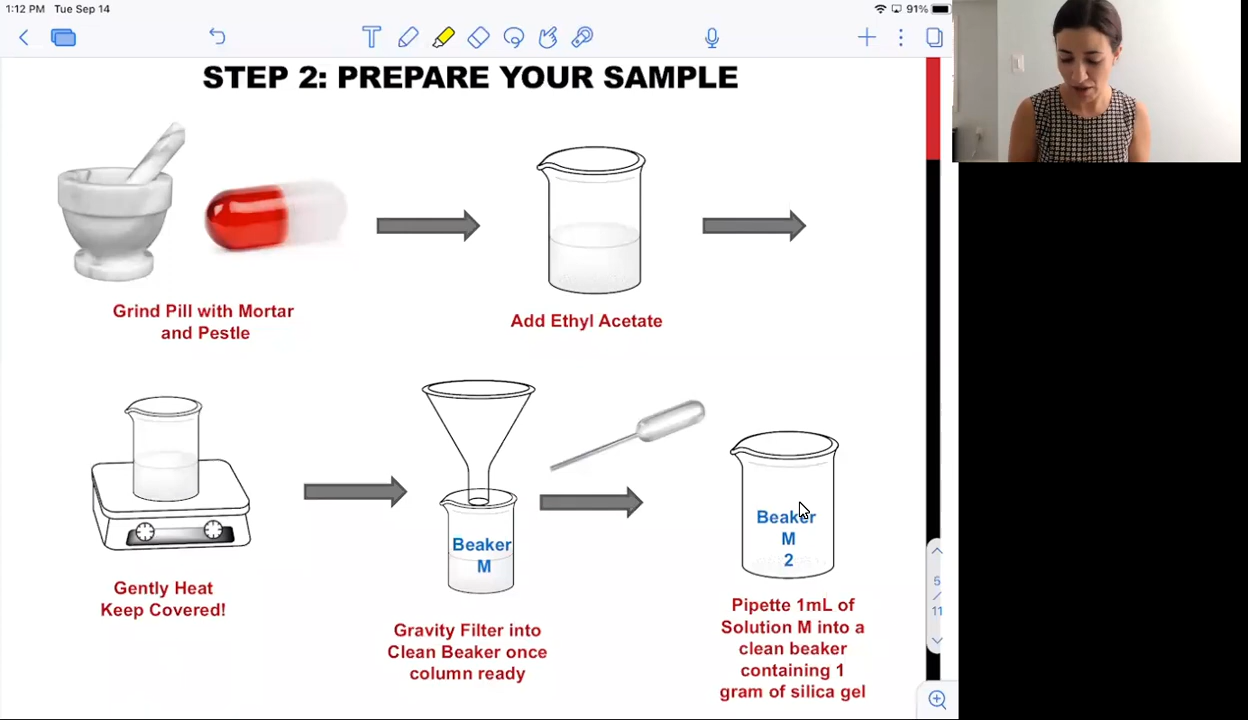 1:12 PM Tue Sep 14
91%
T
STEP 2: PREPARE YOUR SAMPLE
Grind Pill with Mortar
and Pestle
Add Ethyl Acetate
Gently Heat
Keep Covered!
Beaker
M
Gravity Filter into
Clean Beaker once
column ready
Beaker
M
2
Pipette 1mL of
Solution M into a
clean beaker
containing 1
gram of silica gel
5
/
11